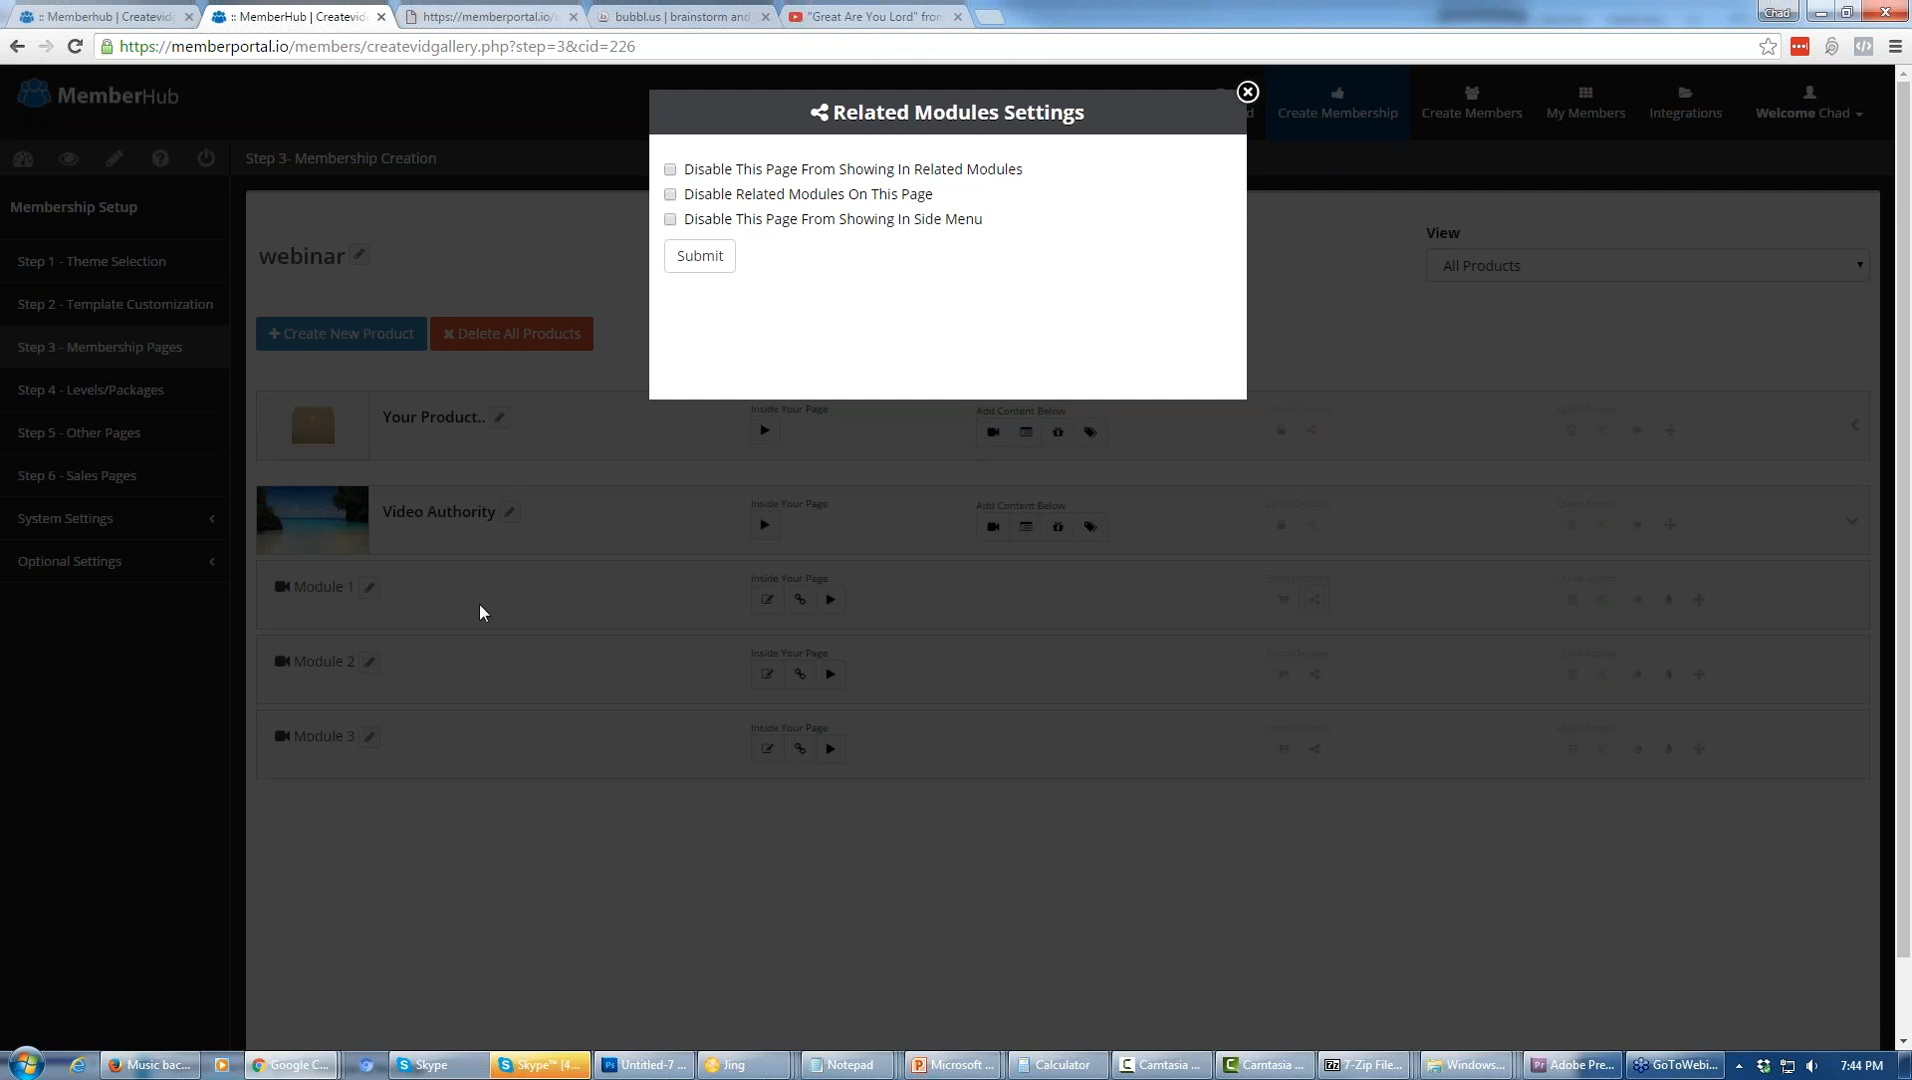 :: MemberHub | Createvid
:: MemberHub | Createvid
https://memberportal.io/
bubbl.us | brainstorm and
"Great Are You Lord" from
Chad
https://memberportal.io/members/createvidgallery.php?step=3&cid=226
MemberHub
Create Membership
Create Members
My Members
Integrations
Welcome Chad
Related Modules Settings
Step 3- Membership Creation
Disable This Page From Showing In Related Modules
Disable Related Modules On This Page
Disable This Page From Showing In Side Menu
Submit
Membership Setup
Step 1 - Theme Selection
Step 2 - Template Customization
Step 3 - Membership Pages
Step 4 - Levels/Packages
Step 5 - Other Pages
Step 6 - Sales Pages
System Settings
Optional Settings
webinar
View
All Products
Create New Product
Delete All Products
Your Product..
Inside Your Page
Add Content Below
Video Authority
Inside Your Page
Add Content Below
Module 1
Inside Your Page
Module 2
Inside Your Page
Module 3
Inside Your Page
Music bac...
Google C...
Skype
Skype™ [4...
Untitled-7 ...
Jing
Notepad
Microsoft ...
Calculator
Camtasia ...
Camtasia ...
7-Zip File...
Windows...
Adobe Pre...
GoToWebi...
7:44 PM